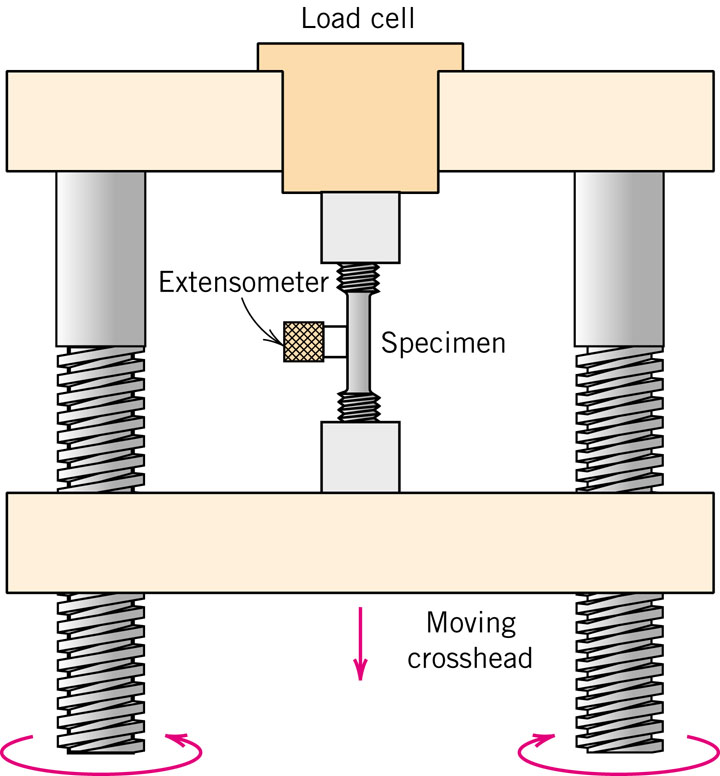 Load cell
Extensometer
Specimen
Moving
crosshead